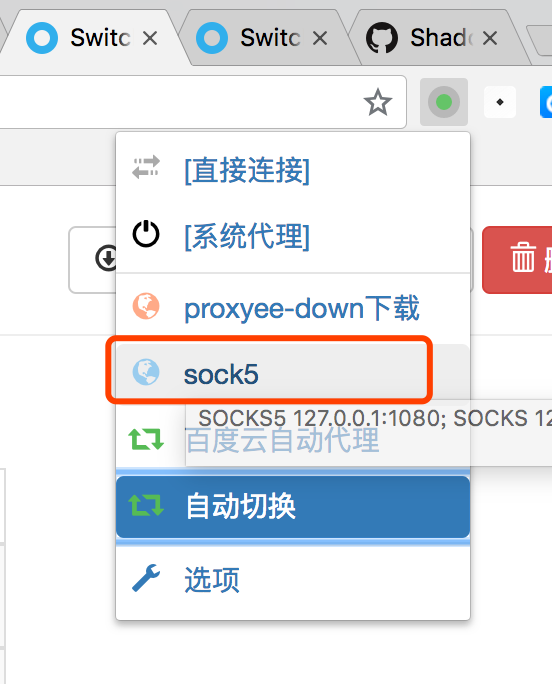 Switc
Switc
Shado
[直接连接]
[系统代理]
proxyee-down下载
sock5
SOCKS5 127.0.0.1:1080; SOCKS 12
百度云自动代理
自动切换
选项